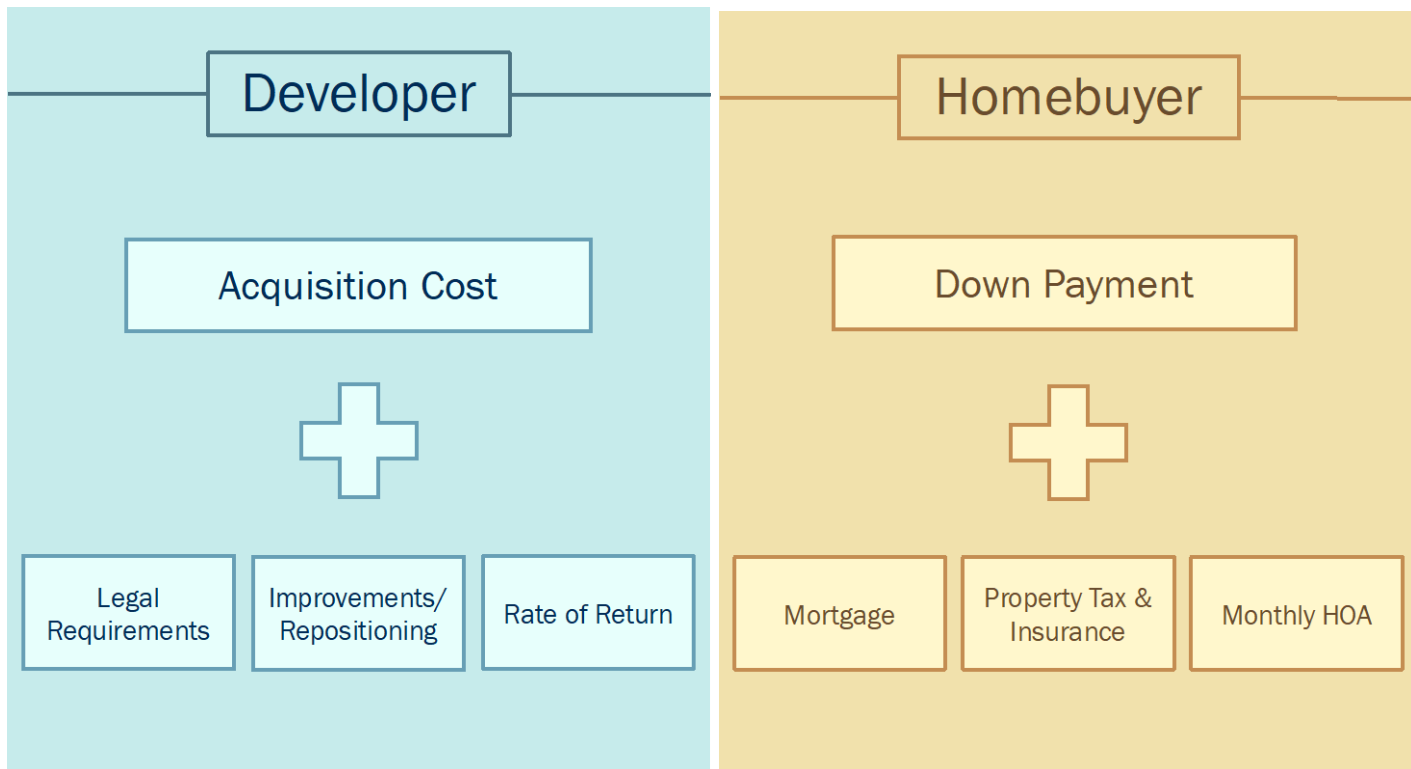 Developer
Acquisition Cost
Legal
Requirements
Improvements/
Repositioning
Rate of Return
Homebuyer
Down Payment
Mortgage
Property Tax &
Insurance
Monthly HOA